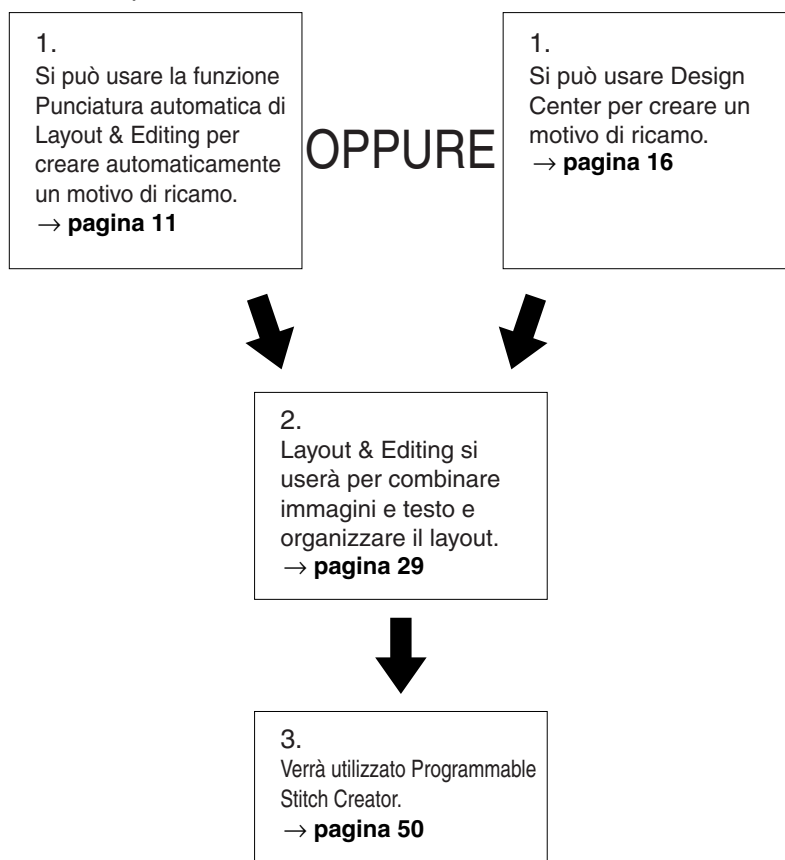 1.
Si può usare la funzione
Punciatura automatica di
Layout & Editing per
creare automaticamente
un motivo di ricamo.
→ pagina 11
OPPURE
1.
Si può usare Design
Center per creare un
motivo di ricamo.
→ pagina 16
2.
Layout & Editing si
userà per combinare
immagini e testo e
organizzare il layout.
→ pagina 29
3.
Verrà utilizzato Programmable
Stitch Creator.
→ pagina 50